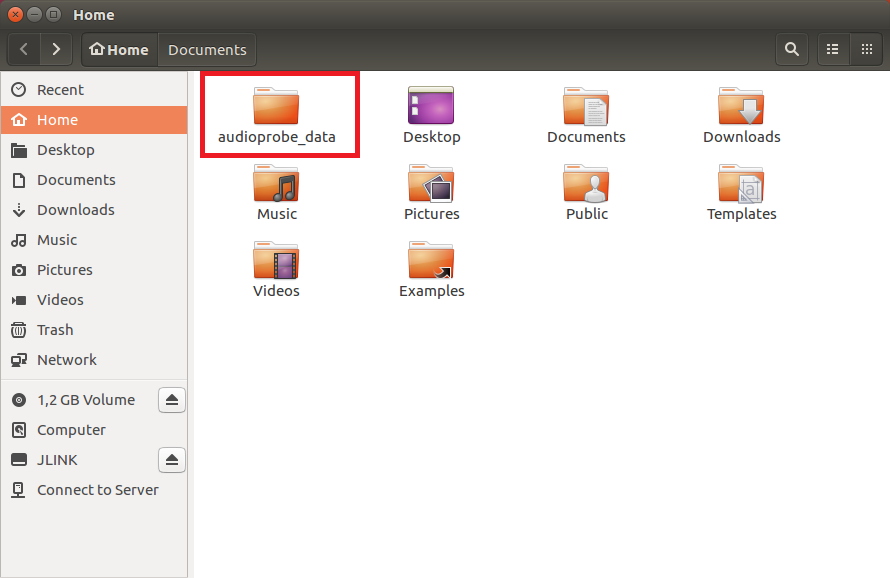 Home
Home Documents
Recent
Home
Desktop
Documents
Downloads
Music
Pictures
Videos
Trash
Network
1,2 GB Volume
Computer
JLINK
Connect to Server
audioprobe_data Desktop Documents Downloads
Music Pictures Public Templates
Videos Examples